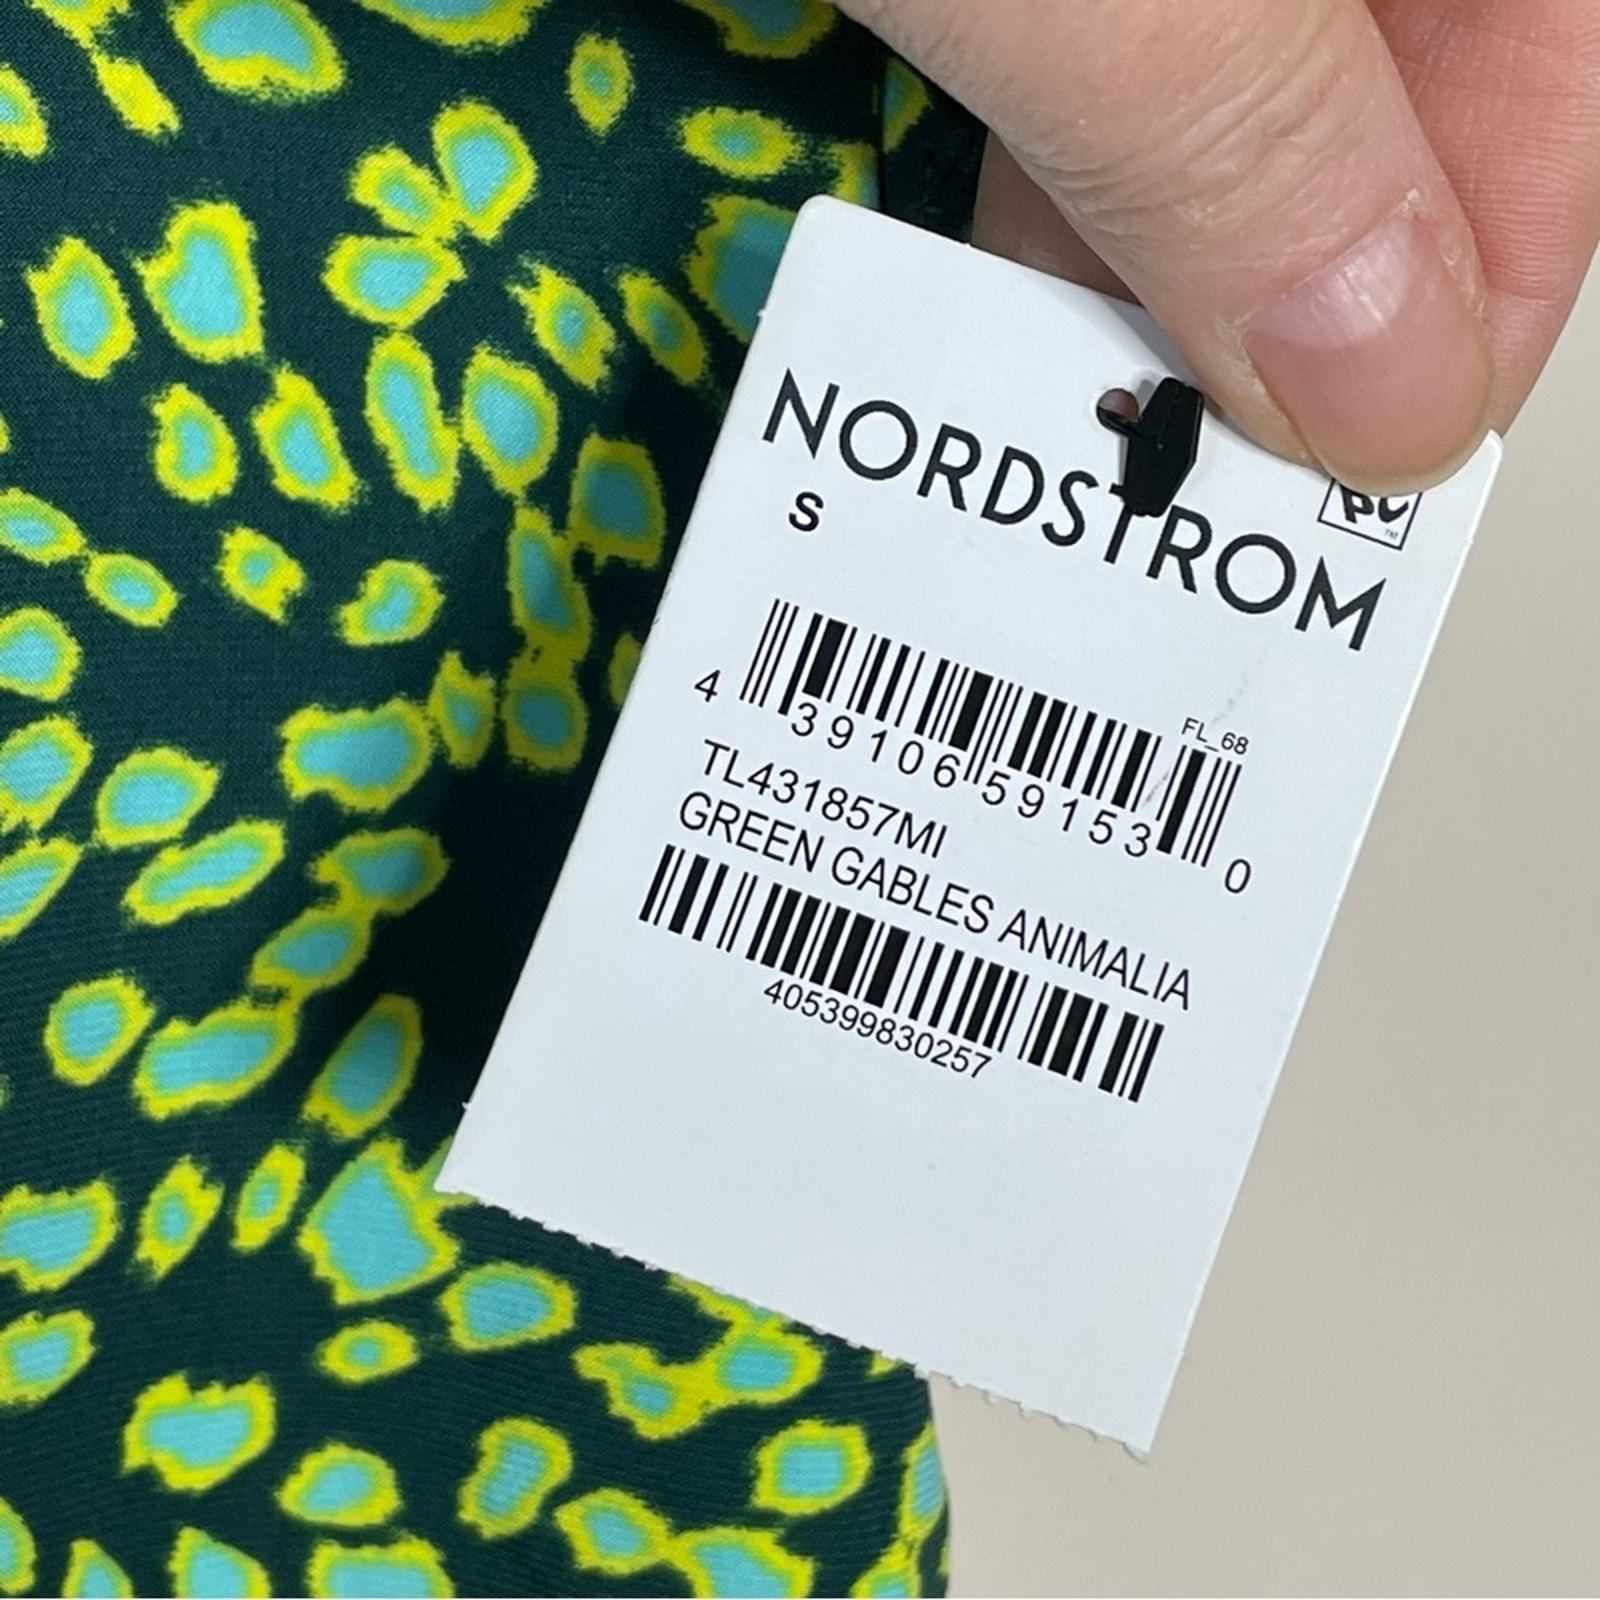 NORDSTROM
S
FL_68
4 39106 59153 0
TL431857MI
GREEN GABLES ANIMALIA
405399830257